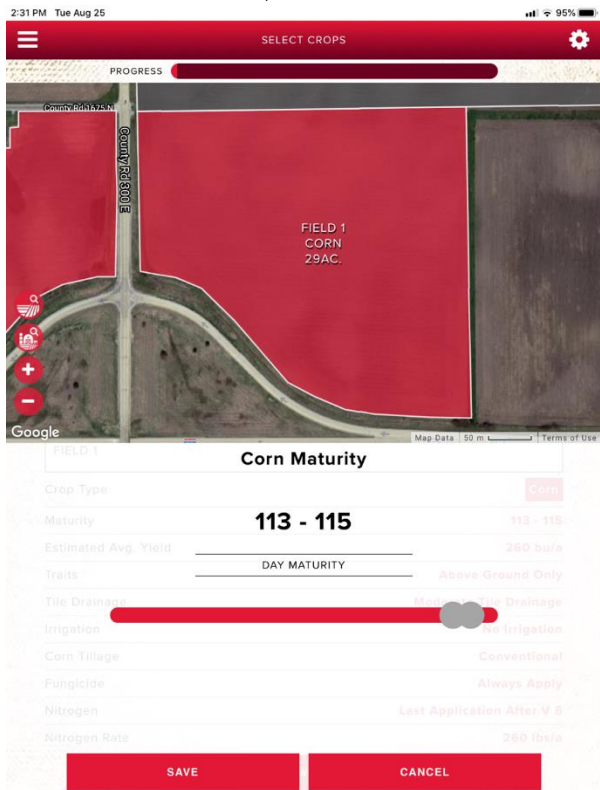 2:31 PM Tue Aug 25
95%
SELECT CROPS
PROGRESS
County Rd 1675 N
County Rd 300 E
FIELD 1
CORN
29AC.
Google
Map Data 50 m Terms of Use
FIELD 1
Corn Maturity
Crop Type Corn
Maturity 113 - 115
113 - 115
Estimated Avg. Yield 260 bu/a
DAY MATURITY
Traits Above Ground Only
Tile Drainage Moderate Tile Drainage
Irrigation No Irrigation
Corn Tillage Conventional
Fungicide Always Apply
Nitrogen Last Application After V 6
Nitrogen Rate 260 lbs/a
SAVE CANCEL